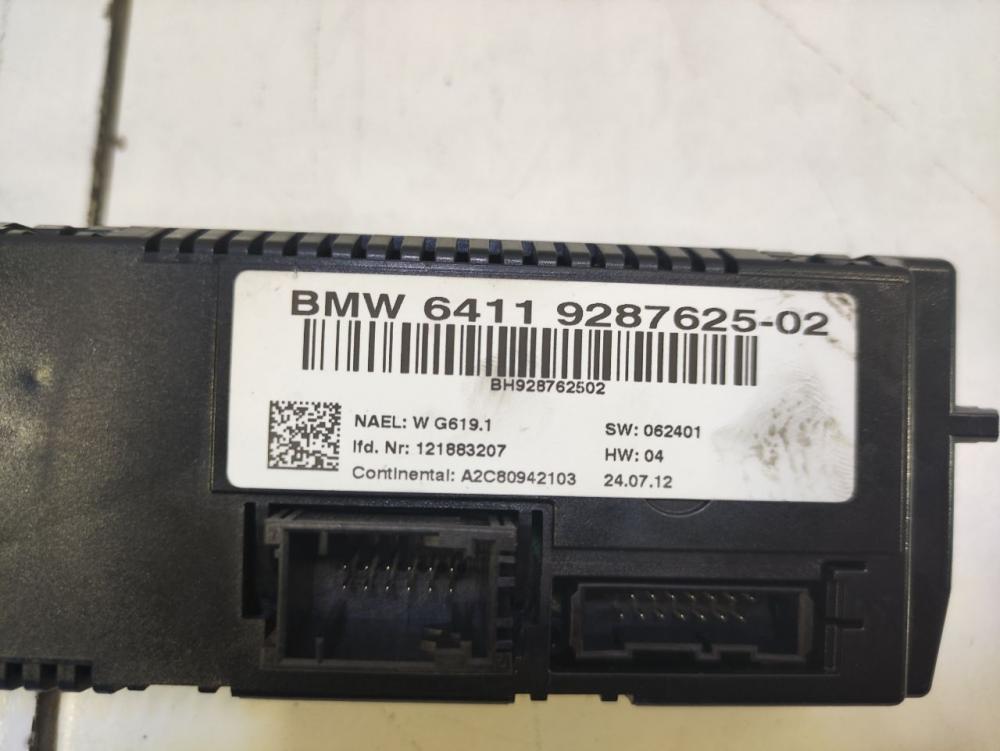 BMW 6411 9287625-02
BH928762502
NAEL: W G619.1
SW: 062401
lfd. Nr: 121883207
HW: 04
Continental: A2C80942103
24.07.12